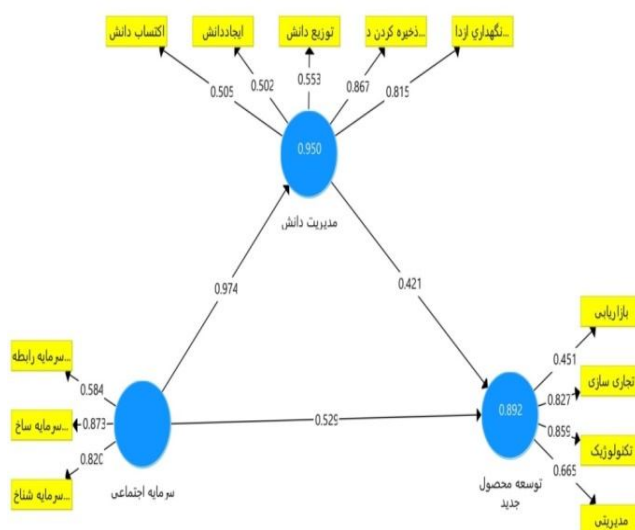 اکتساب دانش
ایجاددانش
توزیع دانش
ذخیره کردن د...
نگهداري ازدا...
0.505
0.502
0.553
0.867
0.815
0.950
مدیریت دانش
0.974
0.421
سرمایه رابطه...
سرمایه ساخ...
سرمایه شناخ...
0.584
0.873
0.820
سرمایه اجتماعی
0.525
0.892
توسعه محصول
جدید
0.451
0.827
0.859
0.665
بازاریابی
تجاری سازی
تکنولوژیک
مدیریتی